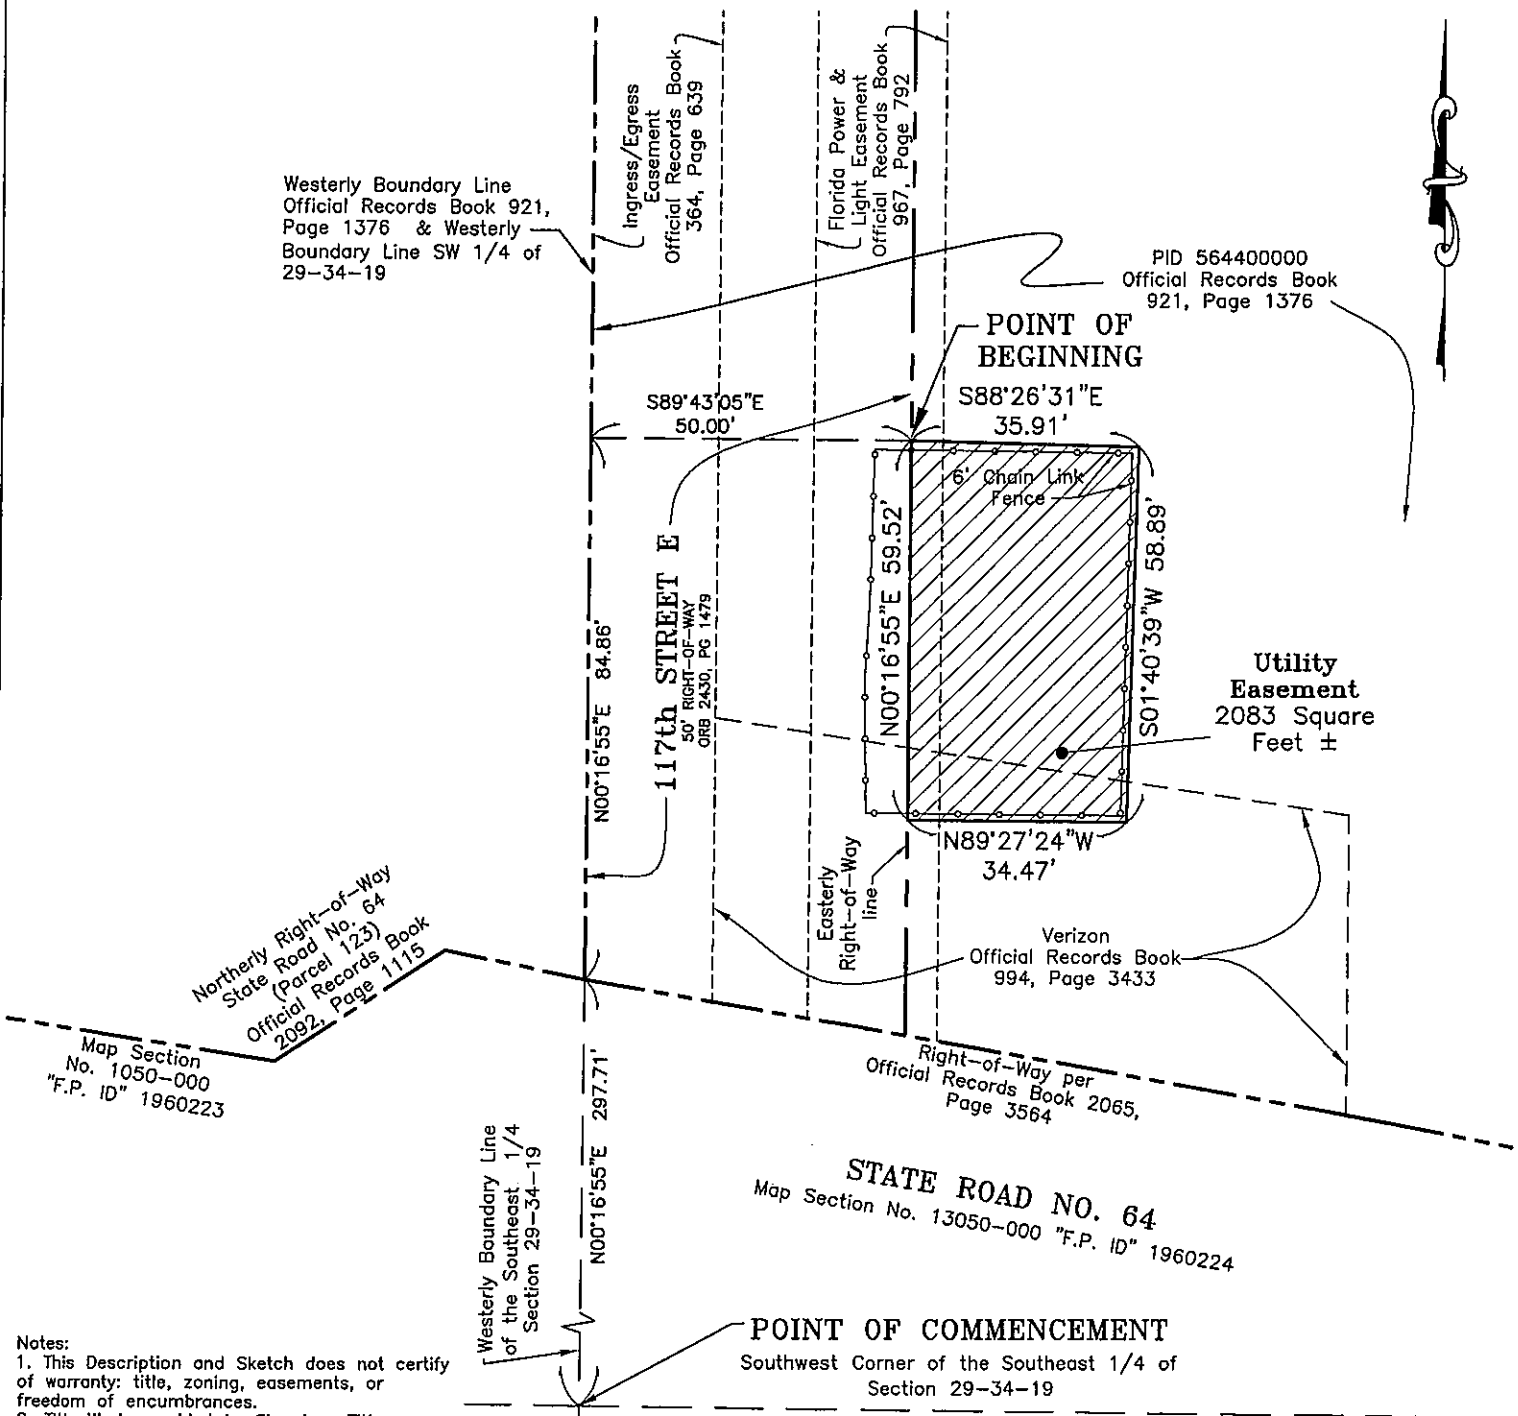 Ingress/Egress
Easement
Official Records Book
364, Page 639
Florida Power &
Light Easement
Official Records Book
967, Page 792
Westerly Boundary Line
Official Records Book 921,
Page 1376 & Westerly
Boundary Line SW 1/4 of
29-34-19
PID 564400000
Official Records Book
921, Page 1376
POINT OF
BEGINNING
S89°43'05"E
50.00'
S88°26'31"E
35.91'
6' Chain Link
Fence
N00°16'55"E 59.52'
S01°40'39"W 58.89'
117th STREET E
50' RIGHT-OF-WAY
ORB 2430, PG 1479
N00°16'55"E 84.86'
Utility
Easement
2083 Square
Feet ±
N89°27'24"W
34.47'
Easterly
Right-of-Way
line
Northerly Right-of-Way
State Road No. 64
(Parcel 123)
Official Records Book
2092, Page 1115
Verizon
Official Records Book
994, Page 3433
Map Section
No. 1050-000
"F.P. ID" 1960223
Right-of-Way per
Official Records Book 2065,
Page 3564
N00°16'55"E 297.71'
Westerly Boundary Line
of the Southeast 1/4
Section 29-34-19
STATE ROAD NO. 64
Map Section No. 13050-000 "F.P. ID" 1960224
POINT OF COMMENCEMENT
Southwest Corner of the Southeast 1/4 of
Section 29-34-19
Notes:
1. This Description and Sketch does not certify
of warranty: title, zoning, easements, or
freedom of encumbrances.